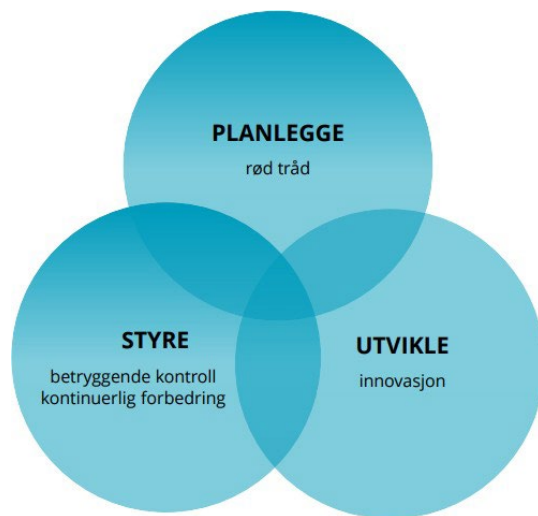 PLANLEGGE
rød tråd
STYRE
betryggende kontroll
kontinuerlig forbedring
UTVIKLE
innovasjon